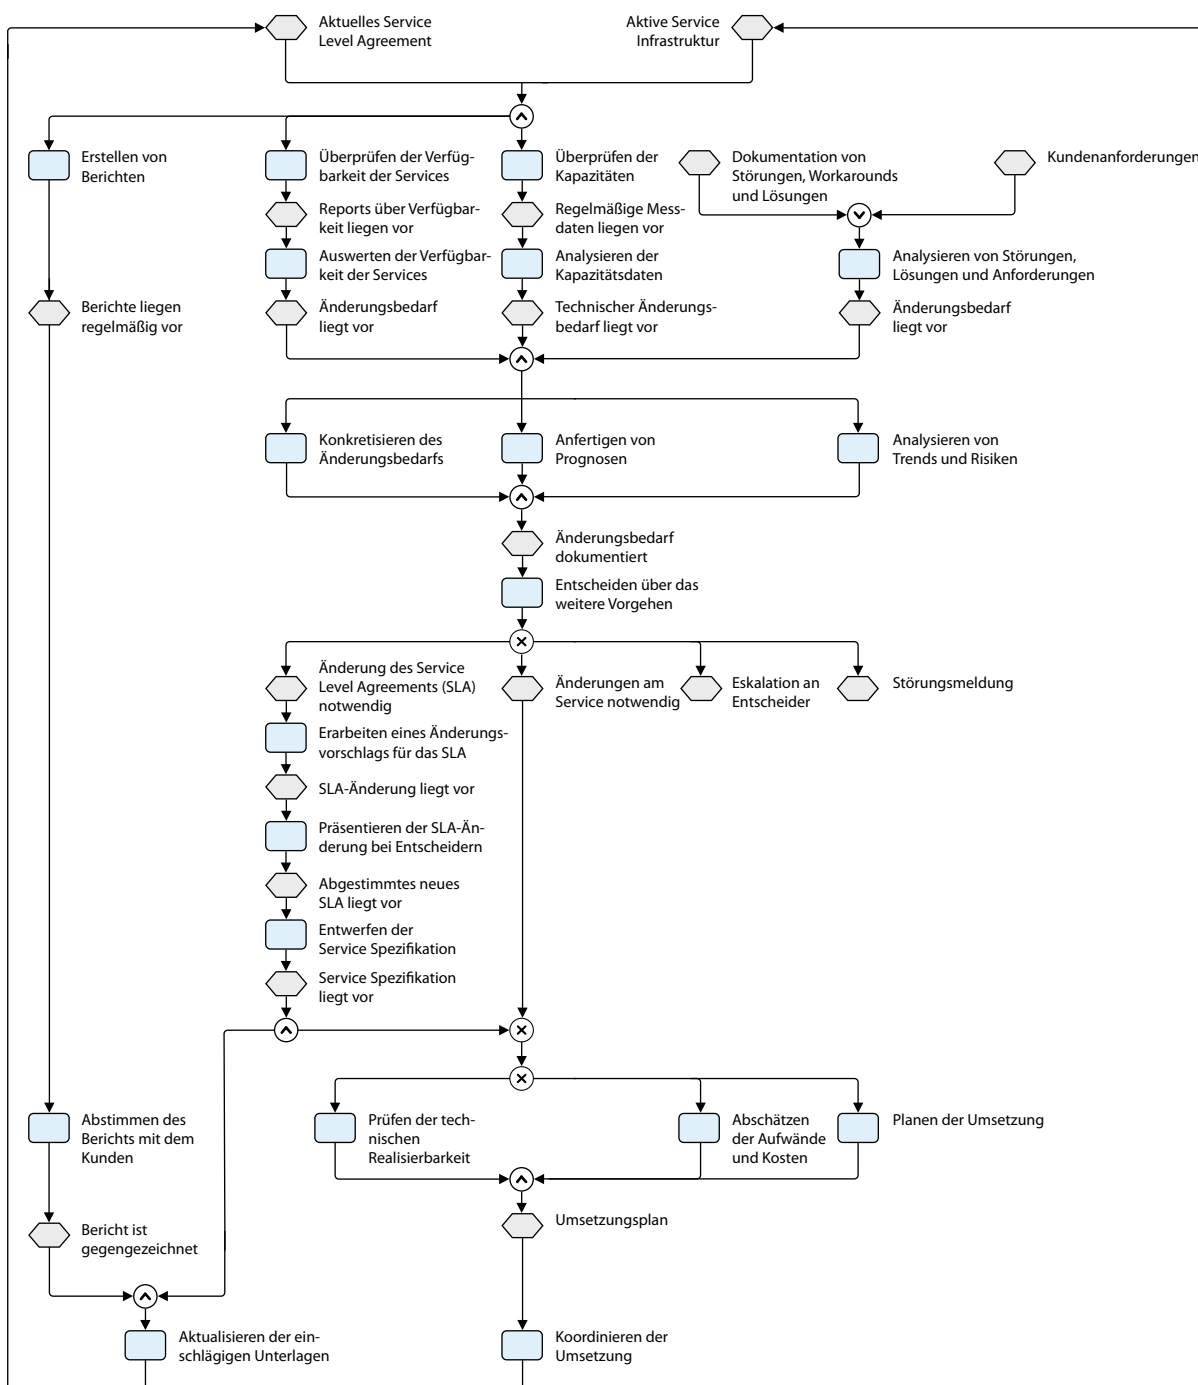 Aktuelles Service
Level Agreement
Aktive Service
Infrastruktur
Erstellen von
Berichten
Überprüfen der Verfüg-
barkeit der Services
Überprüfen der
Kapazitäten
Dokumentation von
Störungen, Workarounds
und Lösungen
Kundenanforderungen
Reports über Verfügbar-
keit liegen vor
Regelmäßige Mess-
daten liegen vor
Auswerten der Verfügbar-
keit der Services
Analysieren der
Kapazitätsdaten
Analysieren von Störungen,
Lösungen und Anforderungen
Berichte liegen
regelmäßig vor
Änderungsbedarf
liegt vor
Technischer Änderungs-
bedarf liegt vor
Änderungsbedarf
liegt vor
Konkretisieren des
Änderungsbedarfs
Anfertigen von
Prognosen
Analysieren von
Trends und Risiken
Änderungsbedarf
dokumentiert
Entscheiden über das
weitere Vorgehen
Änderung des Service
Level Agreements (SLA)
notwendig
Änderungen am
Service notwendig
Eskalation an
Entscheider
Störungsmeldung
Erarbeiten eines Änderungs-
vorschlags für das SLA
SLA-Änderung liegt vor
Präsentieren der SLA-Än-
derung bei Entscheidern
Abgestimmtes neues
SLA liegt vor
Entwerfen der
Service Spezifikation
Service Spezifikation
liegt vor
Abstimmen des
Berichts mit dem
Kunden
Prüfen der tech-
nischen
Realisierbarkeit
Abschätzen
der Aufwände
und Kosten
Planen der Umsetzung
Bericht ist
gegengezeichnet
Umsetzungsplan
Aktualisieren der ein-
schlägigen Unterlagen
Koordinieren der
Umsetzung